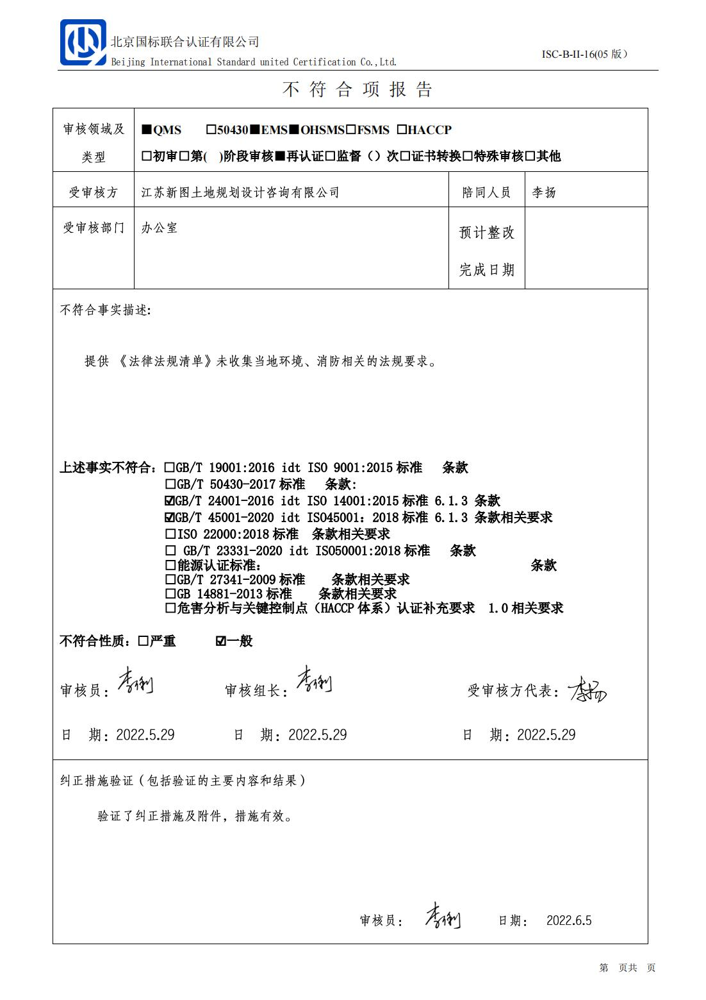 北京国标联合认证有限公司
Beijing International Standard united Certification Co.,Ltd.
ISC-B-II-16(05 版）
不 符 合 项 报 告
审核领域及类型
■QMS □50430■EMS■OHSMS□FSMS □HACCP
□初审□第( )阶段审核■再认证□监督（）次□证书转换□特殊审核□其他
受审核方 江苏新图土地规划设计咨询有限公司 陪同人员 李扬
受审核部门 办公室 预计整改
完成日期
不符合事实描述:
提供 《法律法规清单》未收集当地环境、消防相关的法规要求。
上述事实不符合：□GB/T 19001:2016 idt ISO 9001:2015 标准 条款
□GB/T 50430-2017 标准 条款:
☑GB/T 24001-2016 idt ISO 14001:2015 标准 6.1.3 条款
☑GB/T 45001-2020 idt ISO45001：2018 标准 6.1.3 条款相关要求
□ISO 22000:2018 标准 条款相关要求
□ GB/T 23331-2020 idt ISO50001:2018 标准 条款
□能源认证标准： 条款
□GB/T 27341-2009 标准 条款相关要求
□GB 14881-2013 标准 条款相关要求
□危害分析与关键控制点（HACCP 体系）认证补充要求 1.0 相关要求
不符合性质：□严重 ☑一般
审核员： 李俐 审核组长： 李俐 受审核方代表： 李扬
日 期：2022.5.29 日 期：2022.5.29 日 期：2022.5.29
纠正措施验证（包括验证的主要内容和结果）
验证了纠正措施及附件，措施有效。
审核员： 李俐 日期： 2022.6.5
第 页共 页